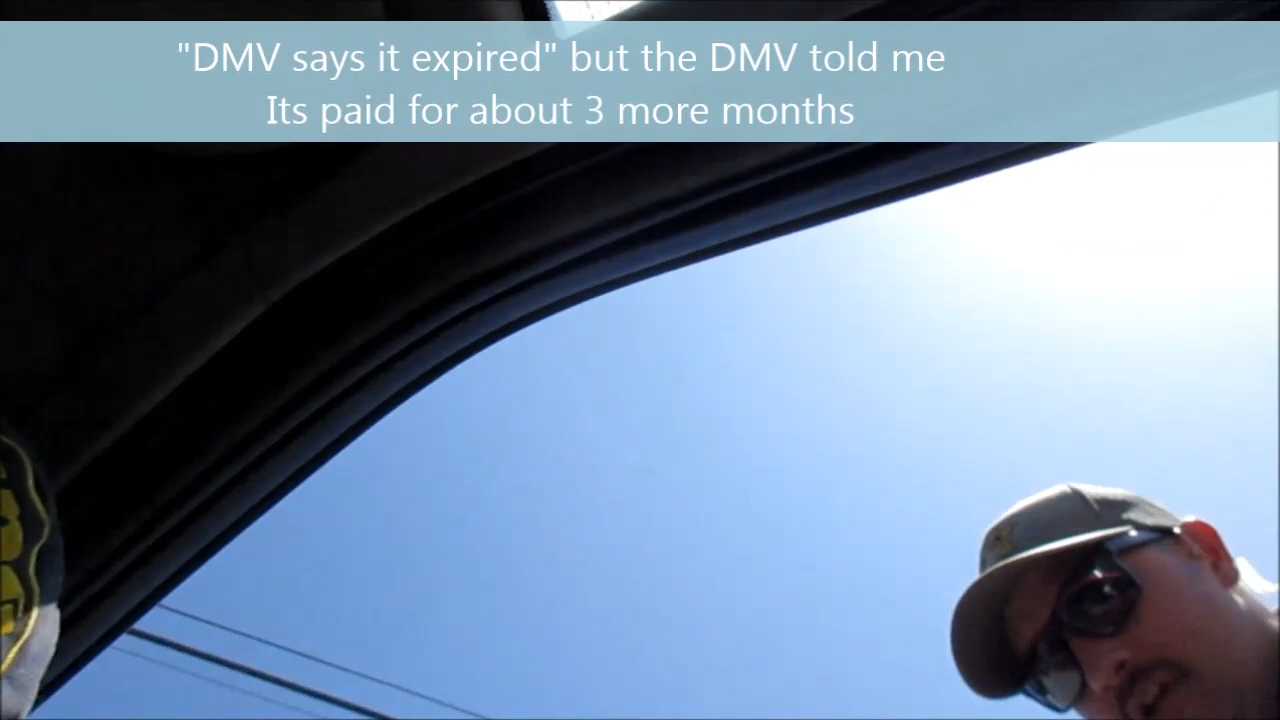 "DMV says it expired" but the DMV told me
Its paid for about 3 more months